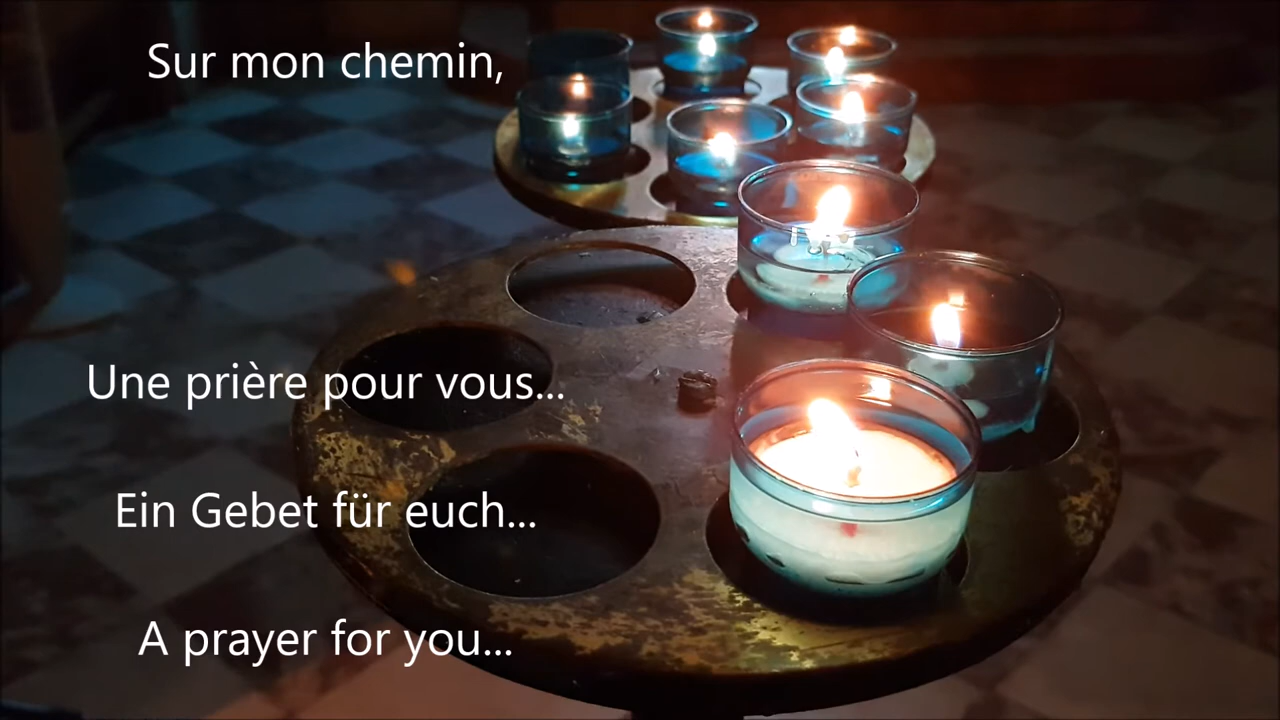 Sur mon chemin,
Une prière pour vous...
Ein Gebet für euch...
A prayer for you...